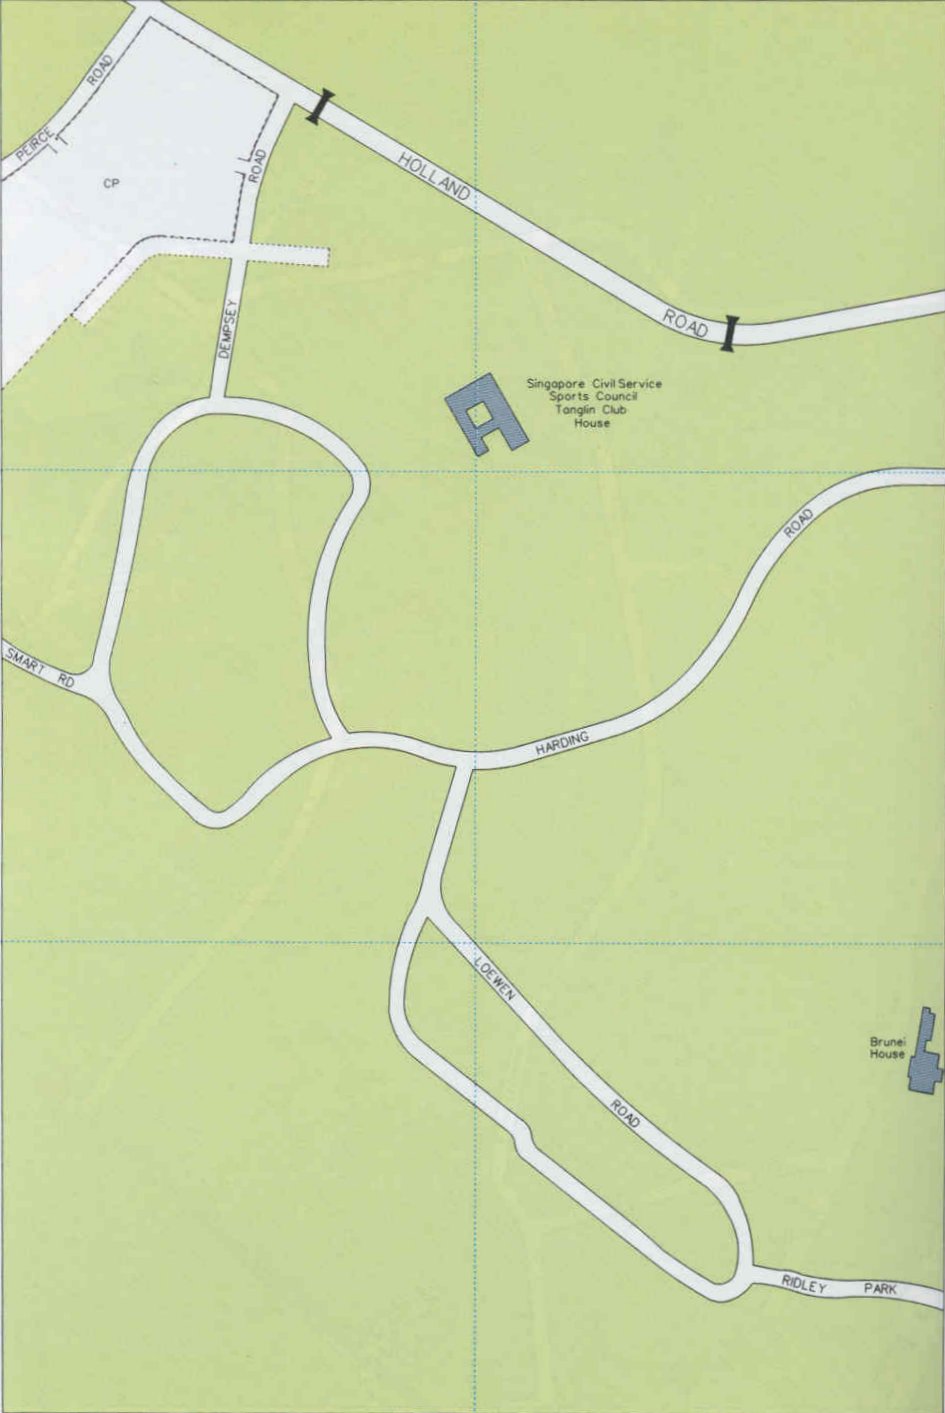 PEIRCE ROAD
CP
ROAD
HOLLAND
ROAD
DEMPSEY
Singapore Civil Service
Sports Council
Tanglin Club
House
ROAD
SMART RD
HARDING
LOEWEN
ROAD
Brunei
House
RIDLEY PARK